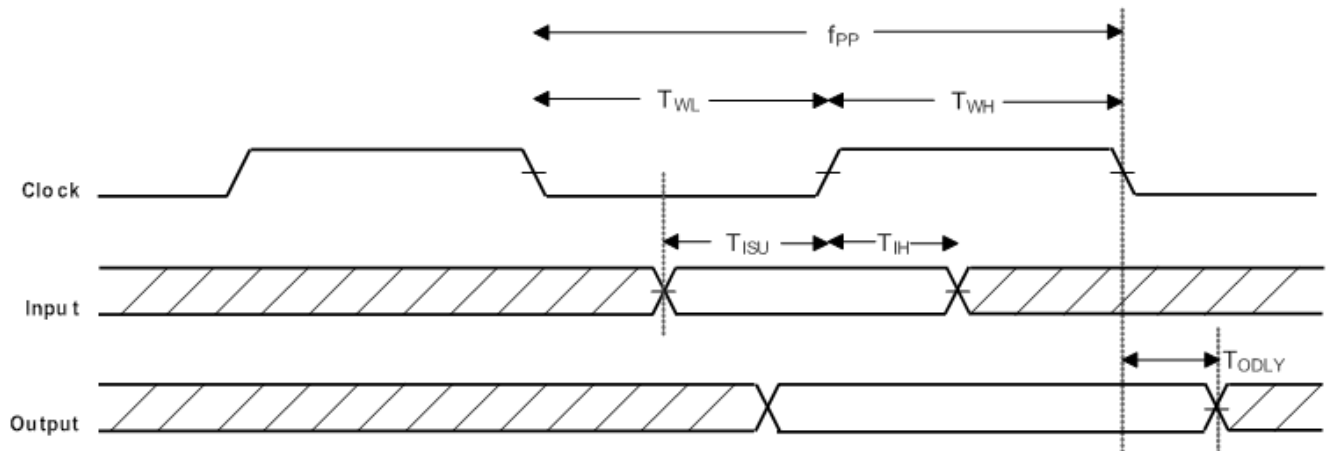 fPP
TWL TWH
Clock
TISU TIH
Input
TODLY
Output